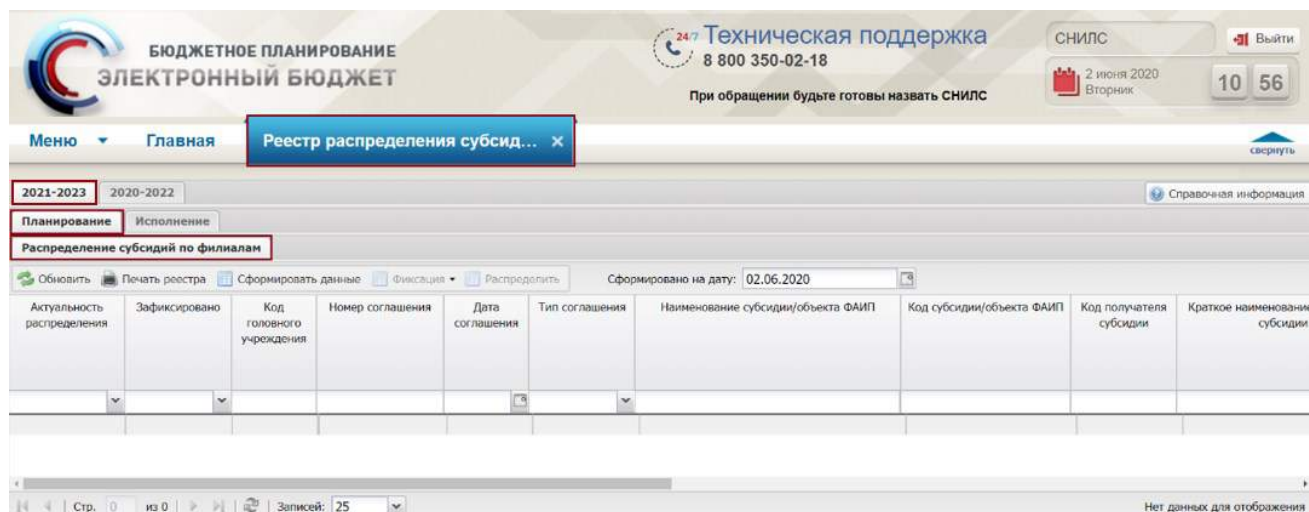 БЮДЖЕТНОЕ ПЛАНИРОВАНИЕ
ЭЛЕКТРОННЫЙ БЮДЖЕТ
24/7 Техническая поддержка
8 800 350-02-18
При обращении будьте готовы назвать СНИЛС
СНИЛС
Выйти
2 июня 2020
Вторник
10 56
Меню Главная Реестр распределения субсид... ×
свернуть
2021-2023 2020-2022
Справочная информация
Планирование Исполнение
Распределение субсидий по филиалам
Обновить Печать реестра Сформировать данные Фиксация Распределить Сформировано на дату: 02.06.2020
Актуальность распределения Зафиксировано Код головного учреждения Номер соглашения Дата соглашения Тип соглашения Наименование субсидии/объекта ФАИП Код субсидии/объекта ФАИП Код получателя субсидии Краткое наименование субсидии
Стр. 0 из 0 Записей: 25
Нет данных для отображения